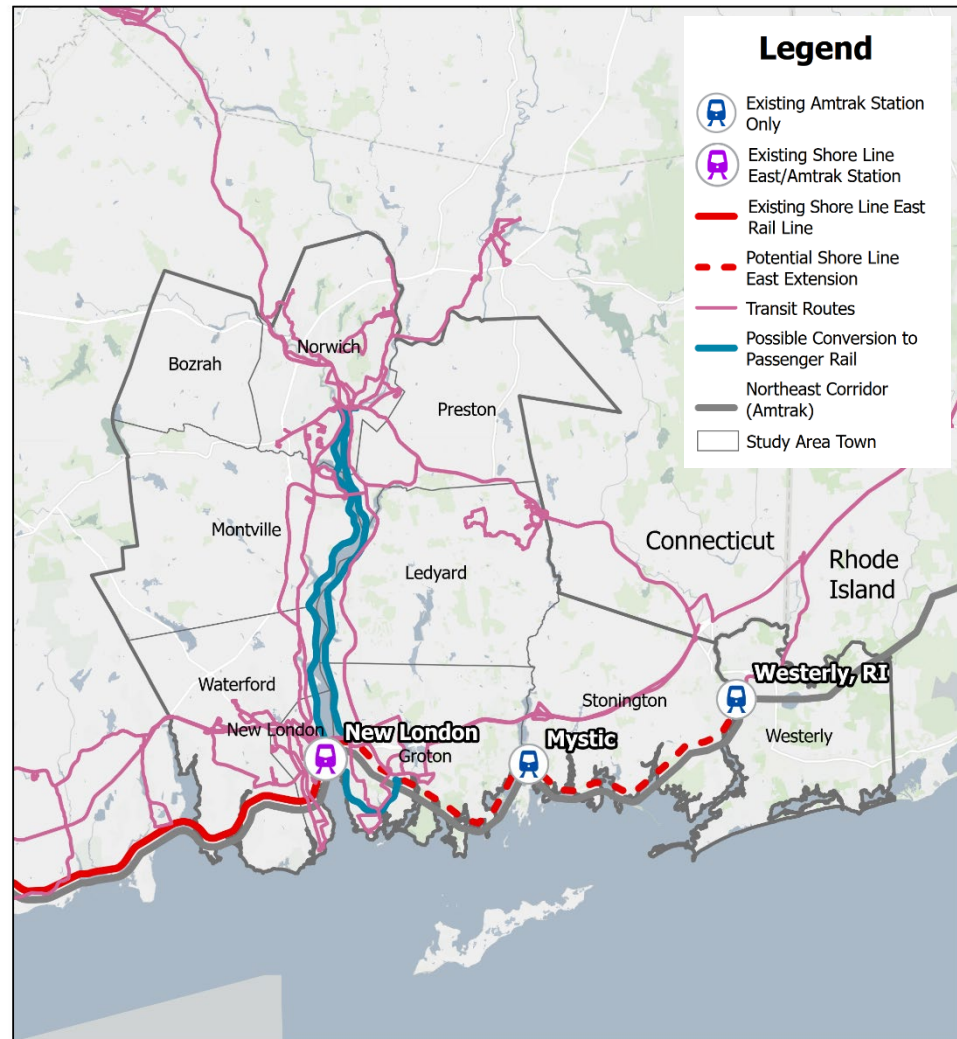 Legend
Existing Amtrak Station
Only
Existing Shore Line
East/Amtrak Station
Existing Shore Line East
Rail Line
Potential Shore Line
East Extension
Transit Routes
Possible Conversion to
Passenger Rail
Northeast Corridor
(Amtrak)
Study Area Town
Bozrah
Norwich
Preston
Montville
Ledyard
Connecticut
Rhode
Island
Waterford
New London
New London
Groton
Mystic
Stonington
Westerly, RI
Westerly